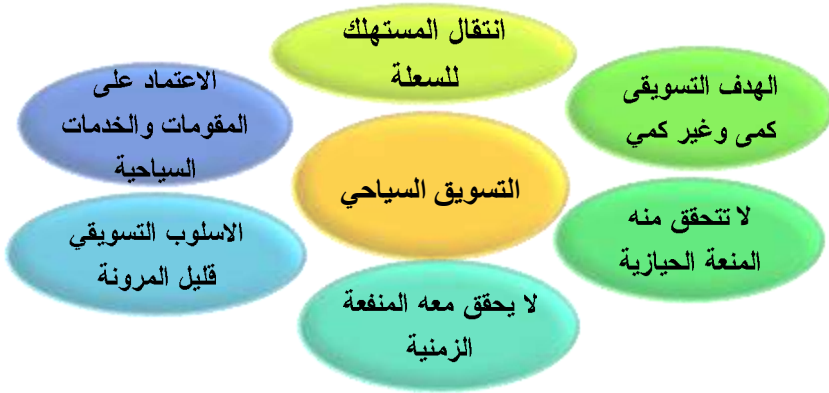 انتقال المستهلك
للسعلة
الهدف التسويقى
كمى وغير كمي
لا تتحقق منه
المنعة الحيازية
لا يحقق معه المنفعة
الزمنية
الاسلوب التسويقي
قليل المرونة
الاعتماد على
المقومات والخدمات
السياحية
التسويق السياحي